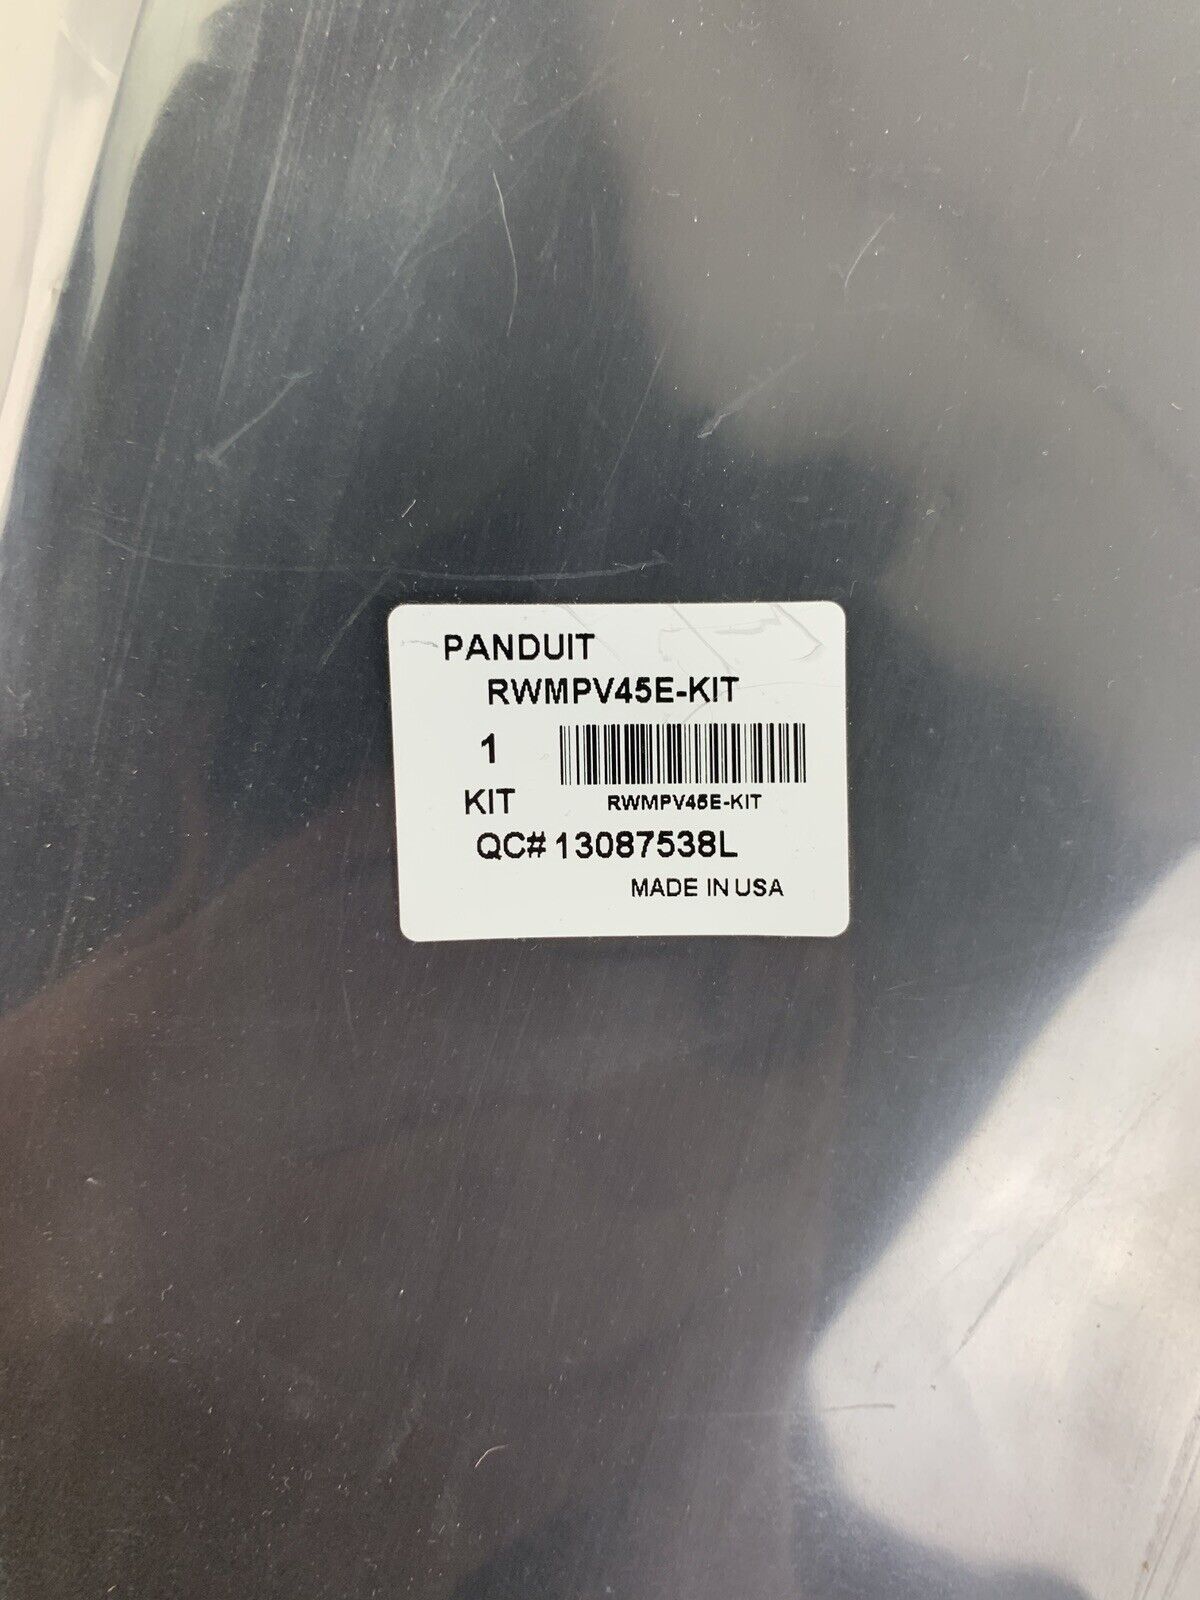 PANDUIT
RWMPV45E-KIT
1
KIT
RWMPV45E-KIT
QC# 13087538L
MADE IN USA